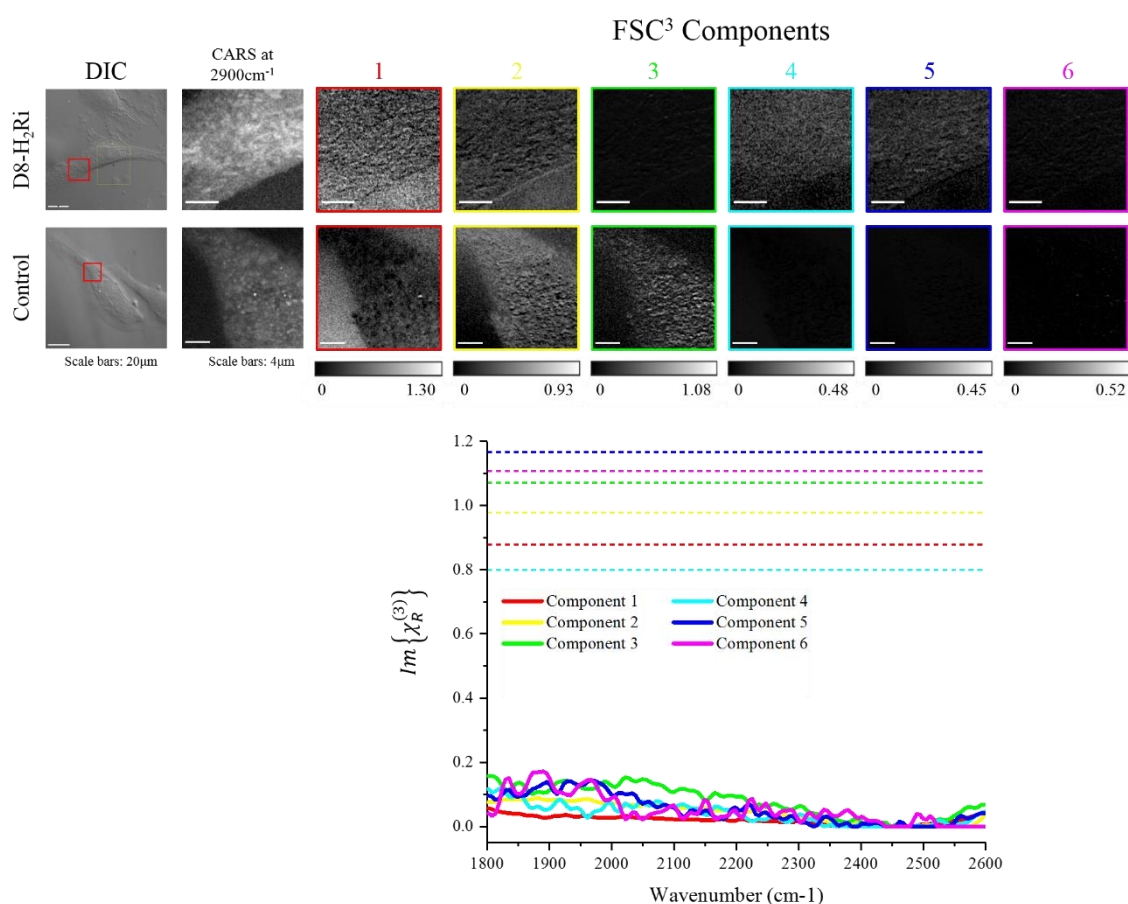 FSC³ Components
DIC
CARS at
2900cm⁻¹
1
2
3
4
5
6
D8-H₂Ri
Control
Scale bars: 20μm
Scale bars: 4μm
0 1.30
0 0.93
0 1.08
0 0.48
0 0.45
0 0.52
1.2
1.0
0.8
0.6
0.4
0.2
0.0
Im{χ_R^(3)}
Component 1
Component 2
Component 3
Component 4
Component 5
Component 6
1800 1900 2000 2100 2200 2300 2400 2500 2600
Wavenumber (cm-1)